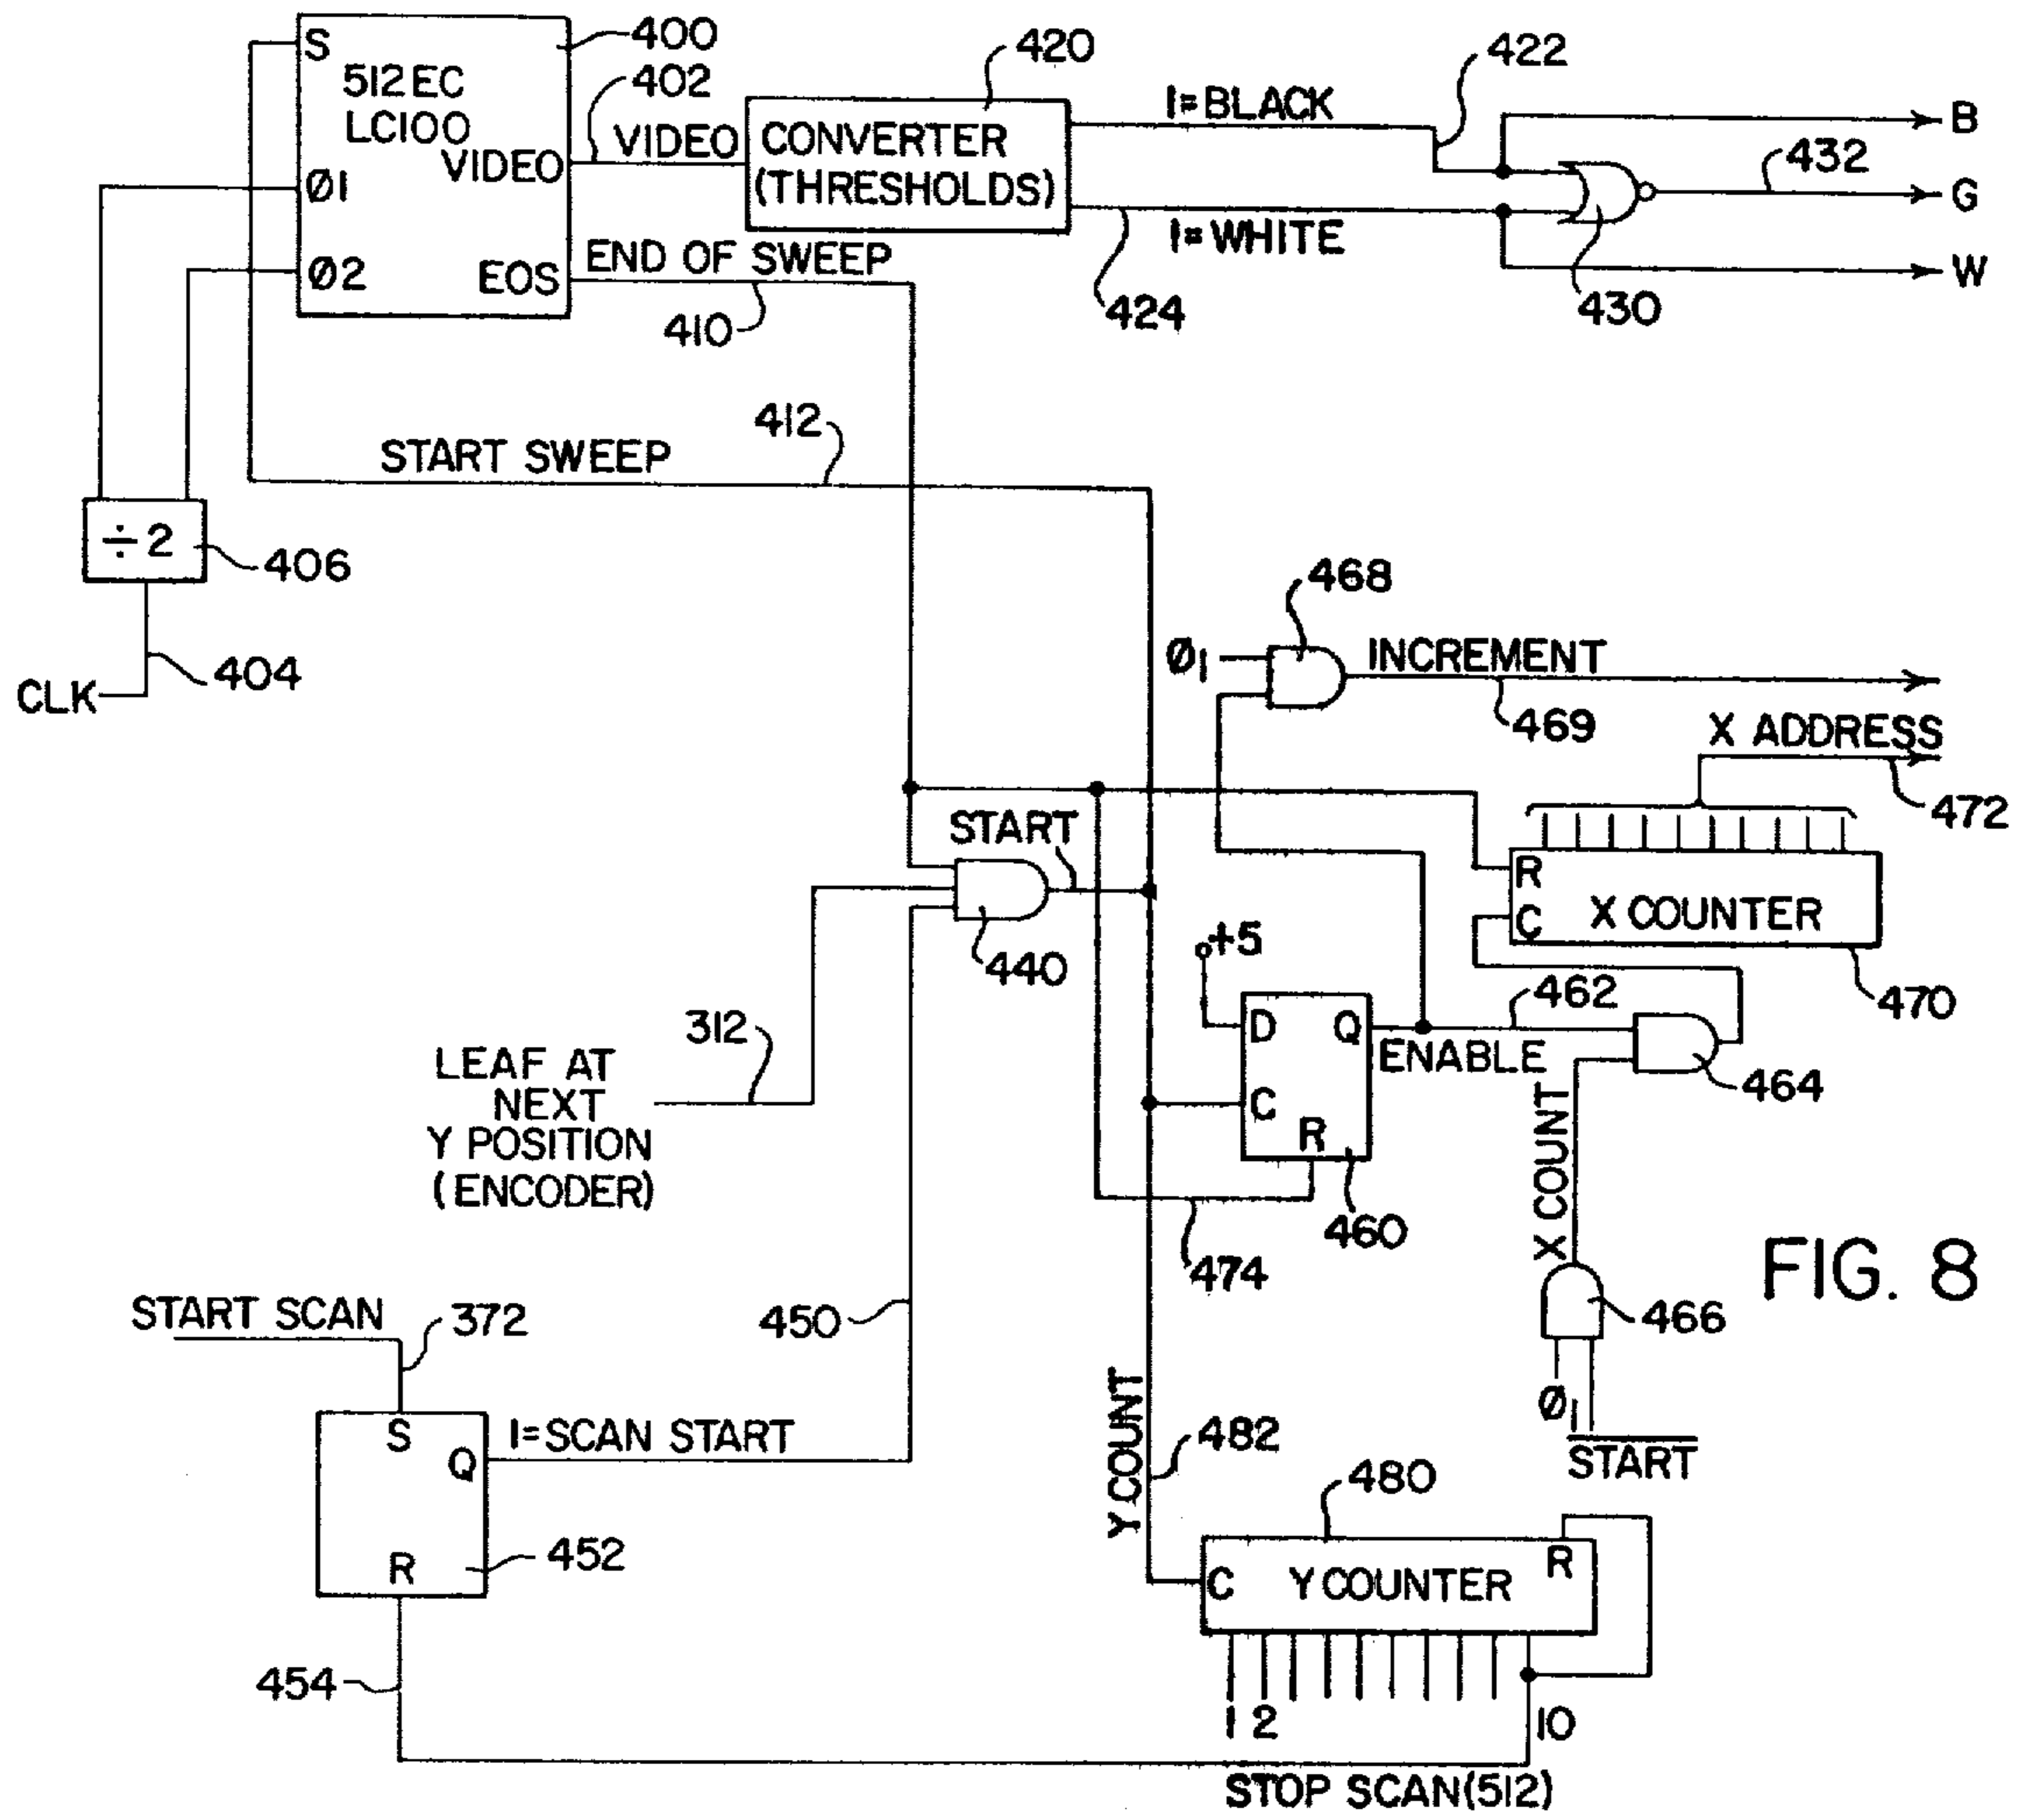 S
512EC
LC100
VIDEO
Ø1
Ø2
EOS
400
402
VIDEO
420
CONVERTER
(THRESHOLDS)
1=BLACK
422
B
432
G
1=WHITE
W
424
430
END OF SWEEP
410
412
START SWEEP
÷2
406
404
CLK
468
Ø1
INCREMENT
469
X ADDRESS
472
START
R
X COUNTER
C
470
440
+5
462
D
Q
ENABLE
464
C
R
460
312
LEAF AT
NEXT
Y POSITION
(ENCODER)
474
X COUNT
FIG. 8
466
Ø1
START
START SCAN
372
450
S
1=SCAN START
Q
452
R
454
Y COUNT
482
480
R
C
Y COUNTER
1 2
10
STOP SCAN(512)